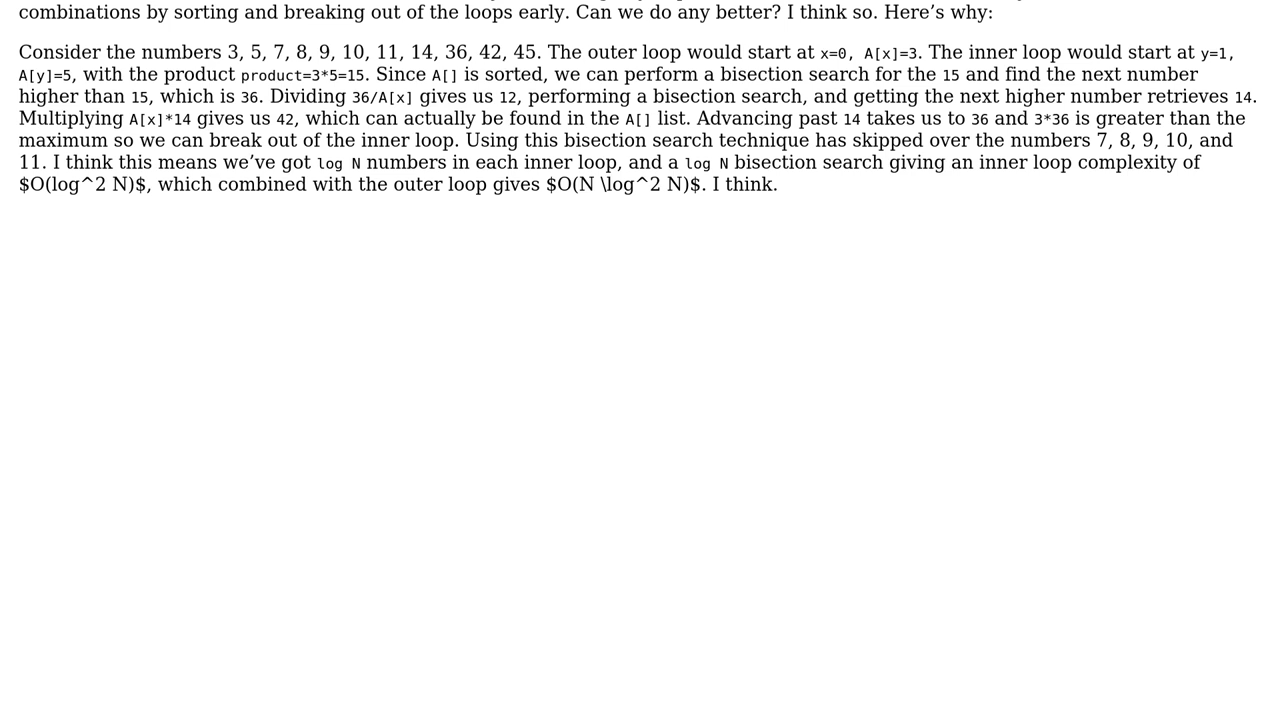 combinations by sorting and breaking out of the loops early. Can we do any better? I think so. Here’s why:
Consider the numbers 3, 5, 7, 8, 9, 10, 11, 14, 36, 42, 45. The outer loop would start at x=0, A[x]=3. The inner loop would start at y=1,
A[y]=5, with the product product=3*5=15. Since A[] is sorted, we can perform a bisection search for the 15 and find the next number
higher than 15, which is 36. Dividing 36/A[x] gives us 12, performing a bisection search, and getting the next higher number retrieves 14.
Multiplying A[x]*14 gives us 42, which can actually be found in the A[] list. Advancing past 14 takes us to 36 and 3*36 is greater than the
maximum so we can break out of the inner loop. Using this bisection search technique has skipped over the numbers 7, 8, 9, 10, and
11. I think this means we’ve got log N numbers in each inner loop, and a log N bisection search giving an inner loop complexity of
$O(log^2 N)$, which combined with the outer loop gives $O(N \log^2 N)$. I think.